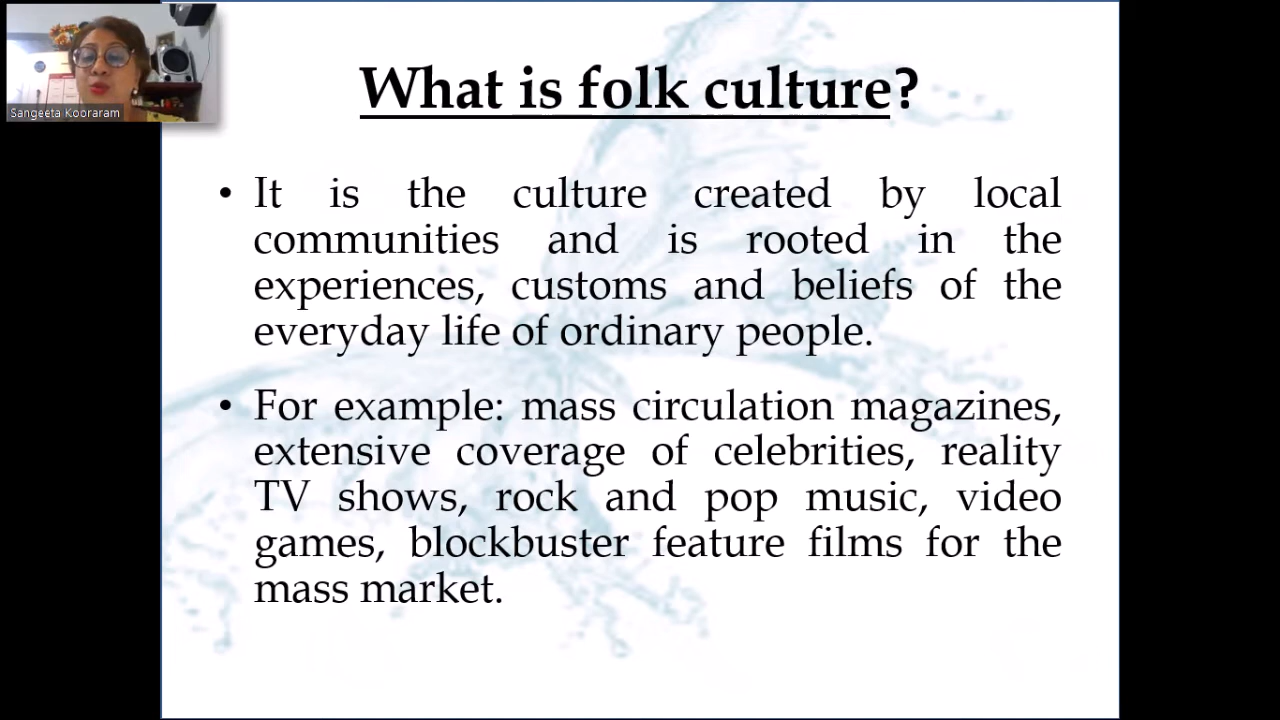 Sangeeta Kooraram
What is folk culture?
• It is the culture created by local
communities and is rooted in the
experiences, customs and beliefs of the
everyday life of ordinary people.
• For example: mass circulation magazines,
extensive coverage of celebrities, reality
TV shows, rock and pop music, video
games, blockbuster feature films for the
mass market.